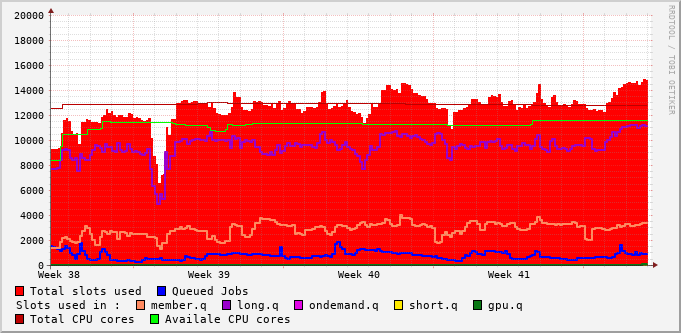 20000
18000
16000
14000
12000
10000
8000
6000
4000
2000
0
Week 38 Week 39 Week 40 Week 41
RRDTOOL / TOBI OETIKER
Total slots used Queued Jobs
Slots used in : member.q long.q ondemand.q short.q gpu.q
Total CPU cores Availale CPU cores